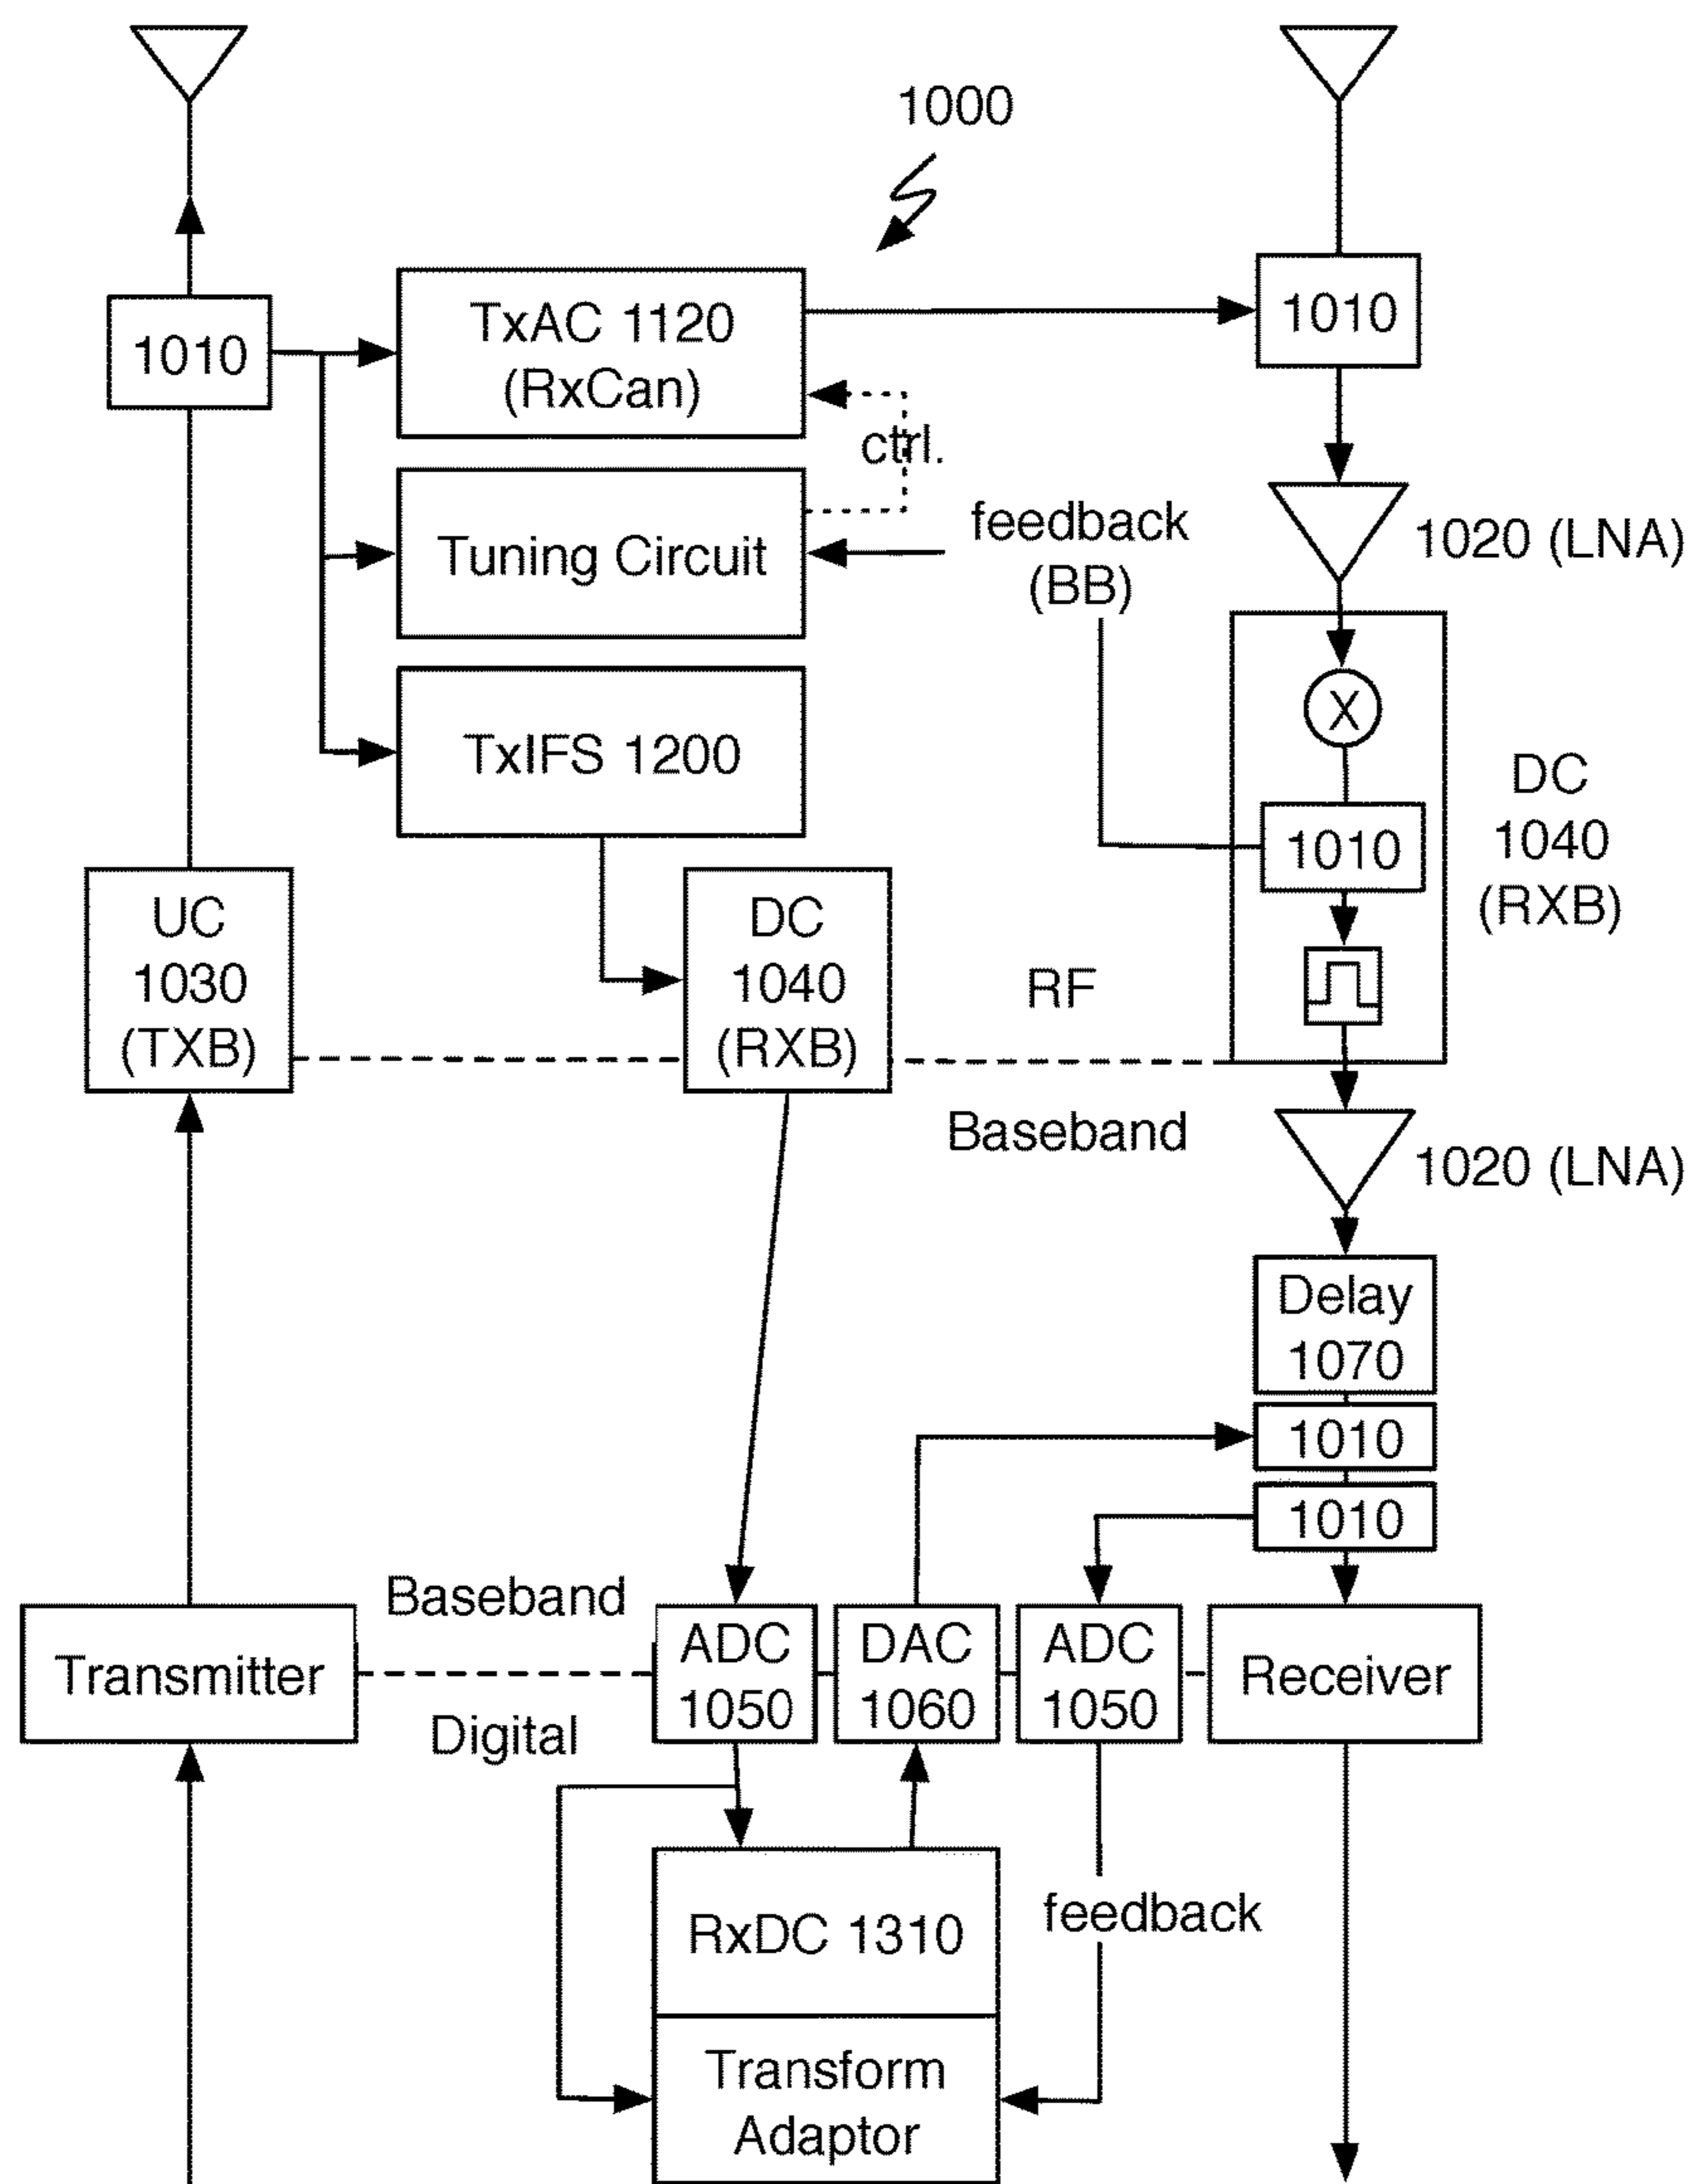 1000
1010
TxAC 1120
(RxCan)
1010
ctrl.
Tuning Circuit
feedback
(BB)
1020 (LNA)
X
TxIFS 1200
1010
DC
1040
(RXB)
UC
1030
(TXB)
DC
1040
(RXB)
RF
Baseband
1020 (LNA)
Delay
1070
1010
1010
Baseband
Transmitter
ADC
1050
DAC
1060
ADC
1050
Receiver
Digital
RxDC 1310
feedback
Transform
Adaptor